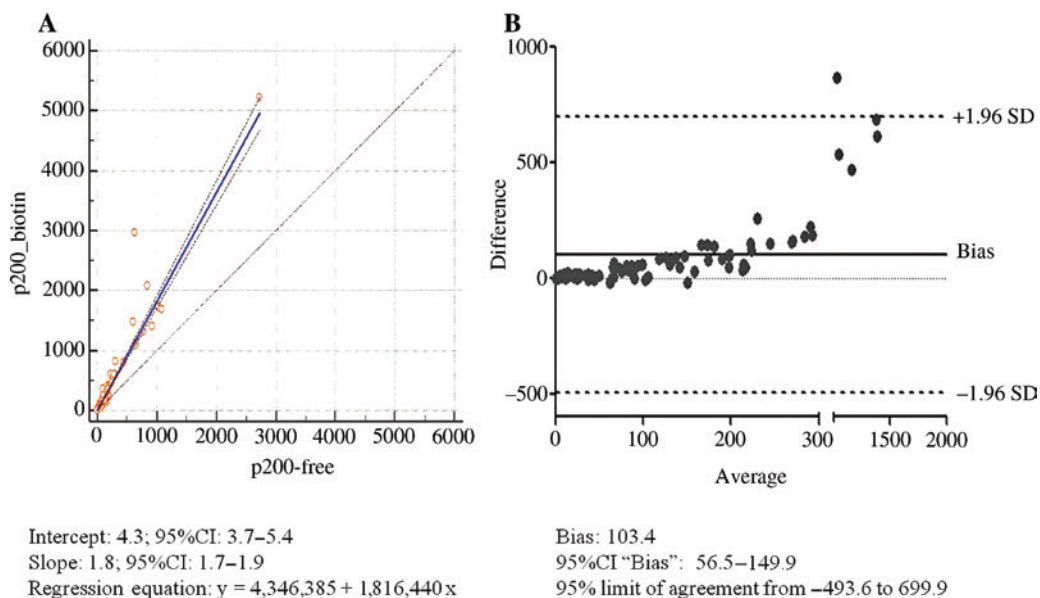 A
6000
5000
4000
3000
2000
1000
0
p200_biotin
0 1000 2000 3000 4000 5000 6000
p200-free
Intercept: 4.3; 95%CI: 3.7–5.4
Slope: 1.8; 95%CI: 1.7–1.9
Regression equation: y = 4,346,385 + 1,816,440 x
B
1000
500
0
–500
Difference
+1.96 SD
Bias
–1.96 SD
0 100 200 300 1500 2000
Average
Bias: 103.4
95%CI “Bias”: 56.5–149.9
95% limit of agreement from –493.6 to 699.9